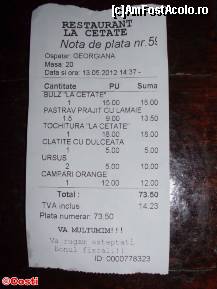 (c) AmFostAcolo.ro
RESTAURANT
LA CETATE
Nota de plata nr.59
Ospatar: GEORGIANA
Masa: 20
Data si ora: 13.05.2012 14:37 -
Cantitate PU Suma
BULZ "LA CETATE"
1 16.00 16.00
PASTRAV PRAJIT CU LAMAIE
1.5 9.00 13.50
TOCHITURA "LA CETATE"
1 18.00 18.00
CLATITE CU DULCEATA
1 5.00 5.00
URSUS
2 5.00 10.00
CAMPARI ORANGE
1 12.00 12.00
Total : 73.50
TVA inclus 14.23
Plata numerar: 73.50
VA MULTUMIM!!!
Va rugam asteptati
Bonul fiscal!!!
ID: 0000778323
©Costi